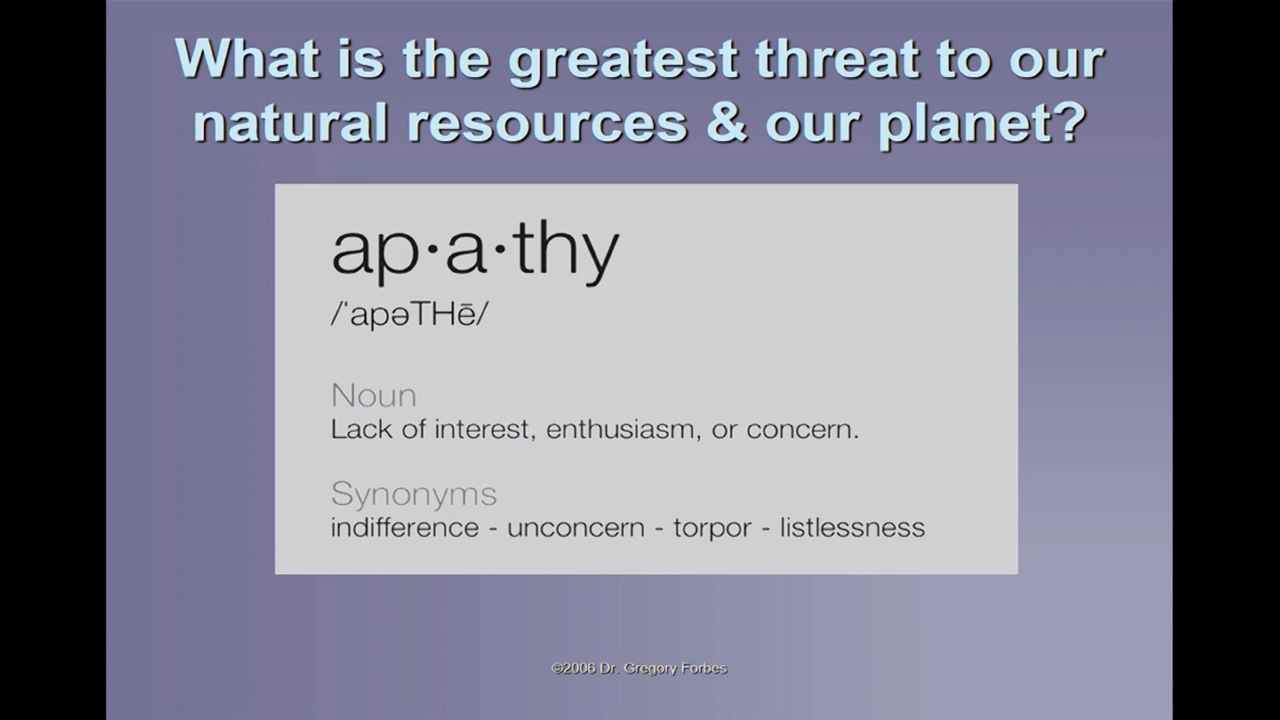 What is the greatest threat to our
natural resources & our planet?
ap·a·thy
/ˈapəTHē/
Noun
Lack of interest, enthusiasm, or concern.
Synonyms
indifference - unconcern - torpor - listlessness
©2006 Dr. Gregory Forbes